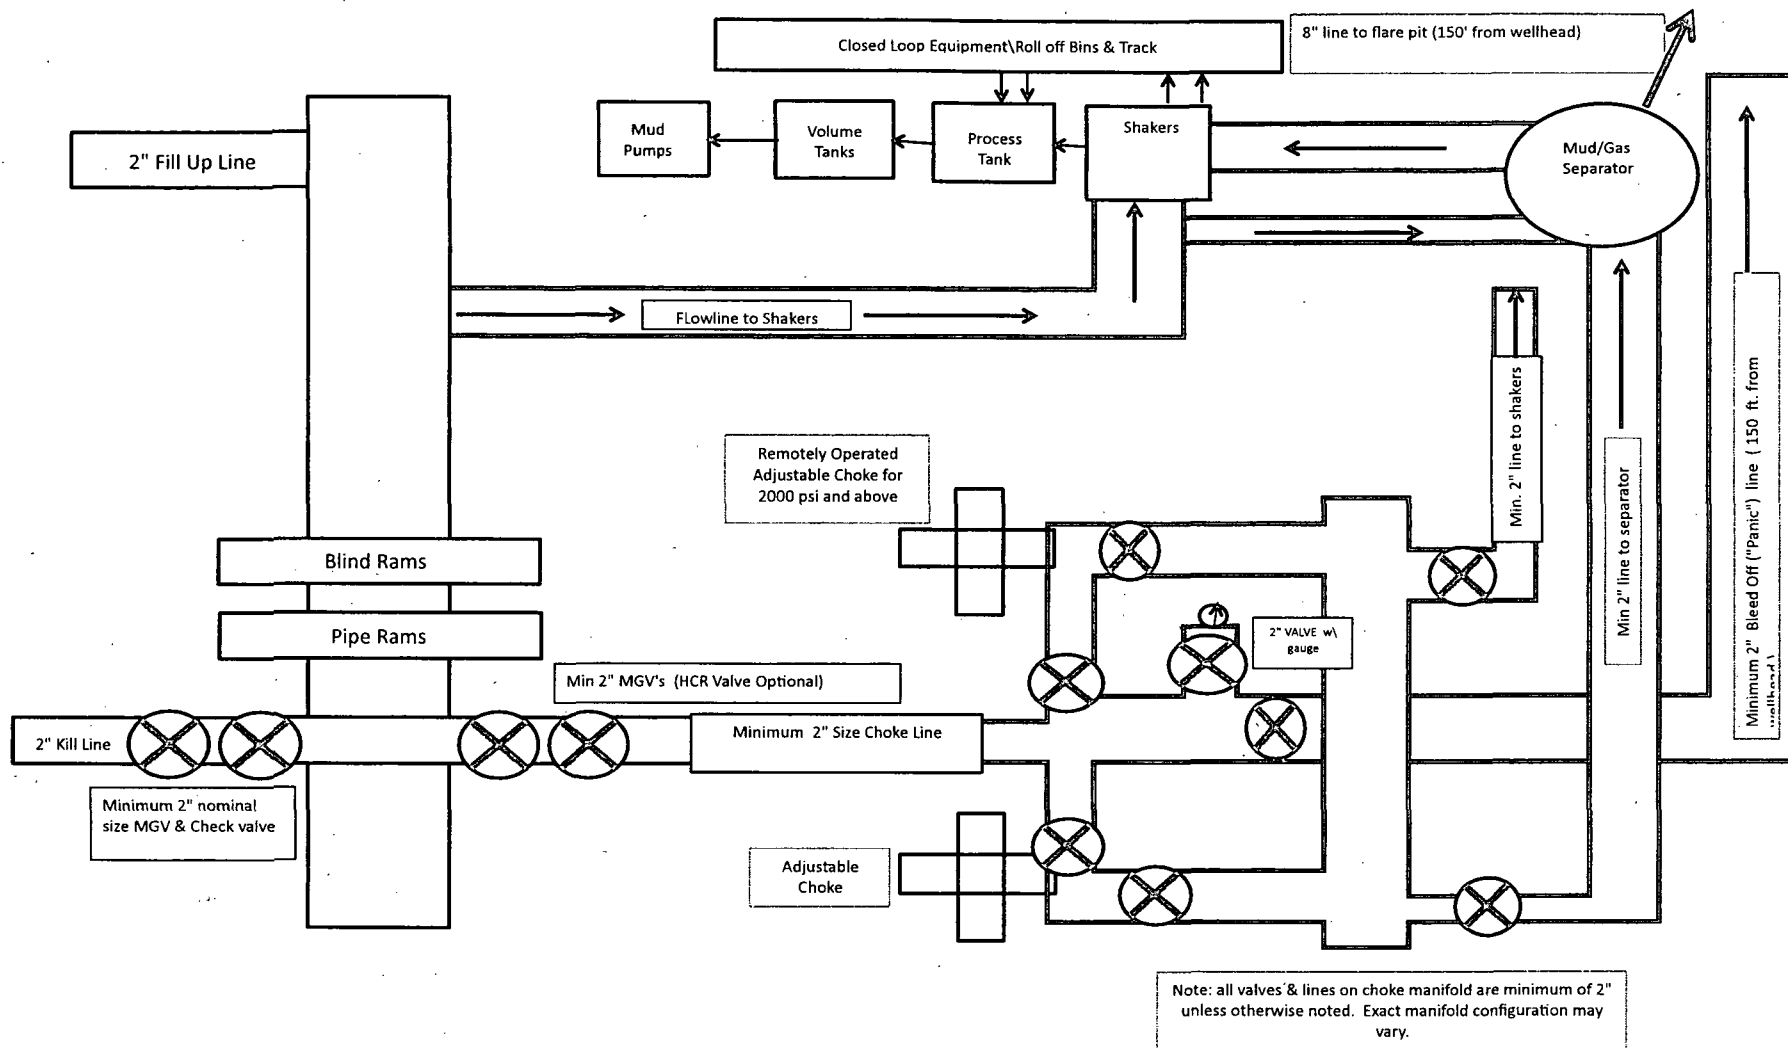 Closed Loop Equipment\Roll off Bins & Track
8" line to flare pit (150' from wellhead)
Mud
Pumps
Volume
Tanks
Process
Tank
Shakers
Mud/Gas
Separator
2" Fill Up Line
FLowline to Shakers
Remotely Operated
Adjustable Choke for
2000 psi and above
Blind Rams
Pipe Rams
2" VALVE w\
gauge
Min. 2" line to shakers
Min 2" line to separator
Minimum 2" Bleed Off ("Panic") line ( 150 ft. from
wellhead)
Min 2" MGV's (HCR Valve Optional)
2" Kill Line
Minimum 2" Size Choke Line
Minimum 2" nominal
size MGV & Check valve
Adjustable
Choke
Note: all valves & lines on choke manifold are minimum of 2"
unless otherwise noted. Exact manifold configuration may
vary.